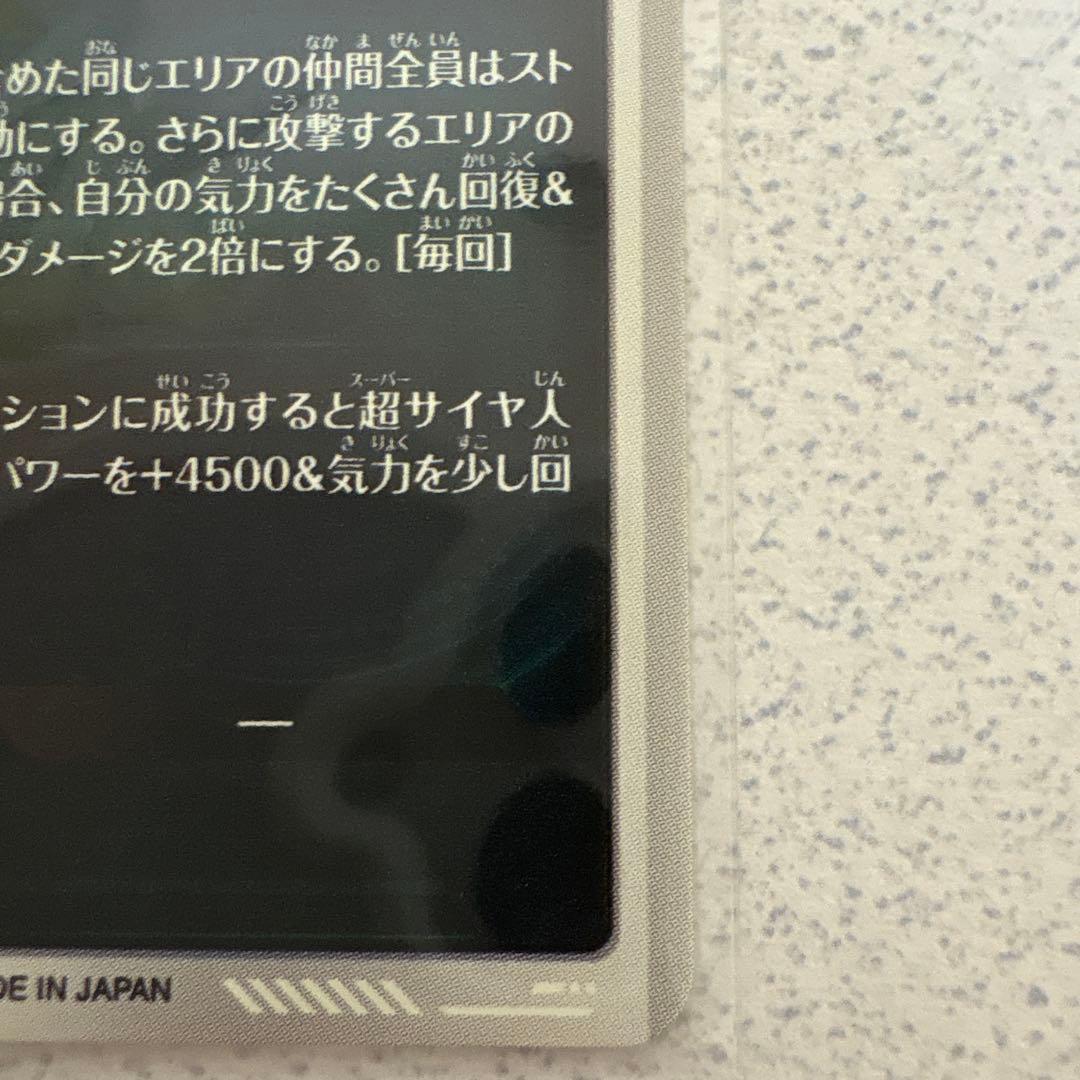 めた同じエリアの仲間全員はスト
にする。さらに攻撃するエリアの
合、自分の気力をたくさん回復&
ダメージを2倍にする。[毎回]
ションに成功すると超サイヤ人
パワーを+4500&気力を少し回
—
DE IN JAPAN